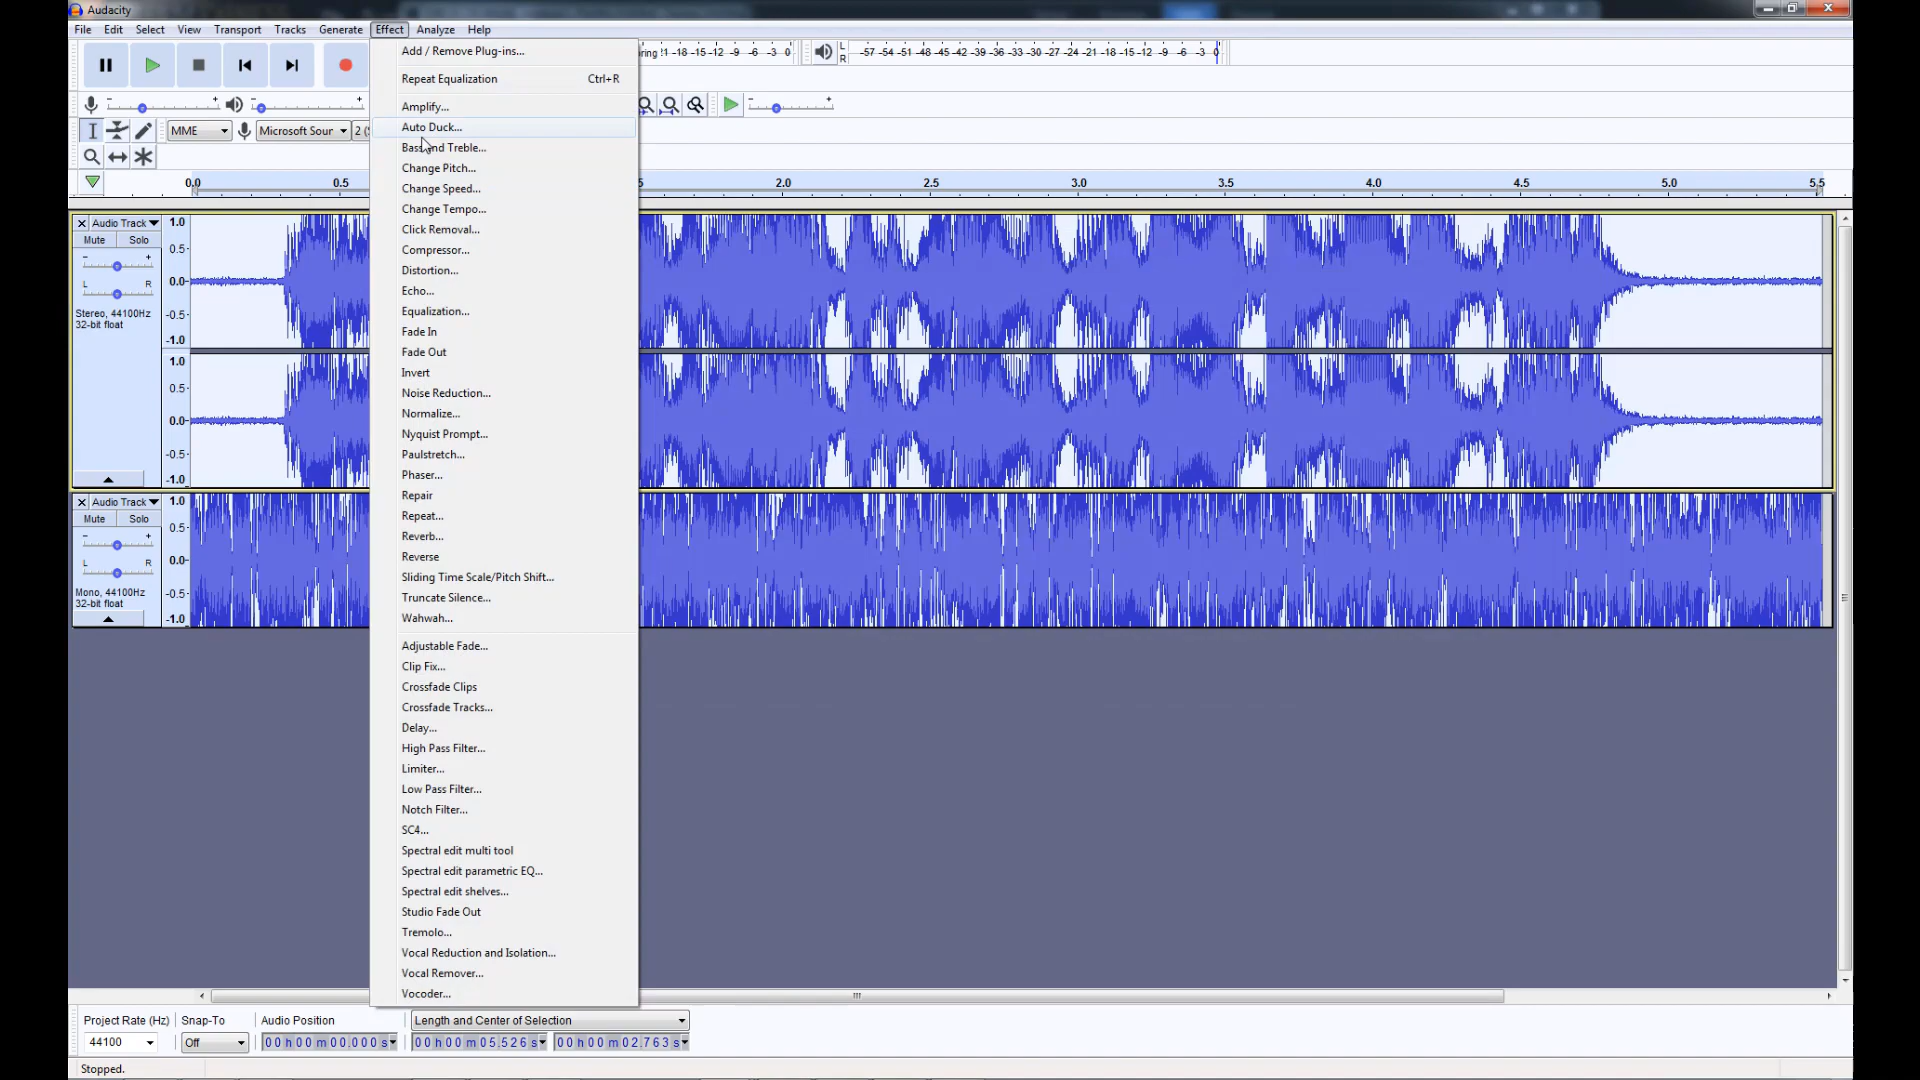 Audacity
File Edit Select View Transport Tracks Generate Effect Analyze Help
Add / Remove Plug-ins...
Repeat Equalization Ctrl+R
Amplify...
Auto Duck...
Bass and Treble...
Change Pitch...
Change Speed...
Change Tempo...
Click Removal...
Compressor...
Distortion...
Echo...
Equalization...
Fade In
Fade Out
Invert
Noise Reduction...
Normalize...
Nyquist Prompt...
Paulstretch...
Phaser...
Repair
Repeat...
Reverb...
Reverse
Sliding Time Scale/Pitch Shift...
Truncate Silence...
Wahwah...
Adjustable Fade...
Clip Fix...
Crossfade Clips
Crossfade Tracks...
Delay...
High Pass Filter...
Limiter...
Low Pass Filter...
Notch Filter...
SC4...
Spectral edit multi tool
Spectral edit parametric EQ...
Spectral edit shelves...
Studio Fade Out
Tremolo...
Vocal Reduction and Isolation...
Vocal Remover...
Vocoder...
ring -18 -15 -12 -9 -6 -3 0
L
R
-57 -54 -51 -48 -45 -42 -39 -36 -33 -30 -27 -24 -21 -18 -15 -12 -9 -6 -3 0
MME Microsoft Soun 2 (S
0.0 0.5 5 2.0 2.5 3.0 3.5 4.0 4.5 5.0 5.5
Audio Track
Mute Solo
- +
L R
Stereo, 44100Hz
32-bit float
1.0
0.5
0.0
-0.5
-1.0
1.0
0.5
0.0
-0.5
-1.0
Audio Track
Mute Solo
- +
L R
Mono, 44100Hz
32-bit float
1.0
0.5
0.0
-0.5
-1.0
Project Rate (Hz) Snap-To Audio Position Length and Center of Selection
44100 Off 00 h 00 m 00.000 s 00 h 00 m 05.526 s 00 h 00 m 02.763 s
Stopped.